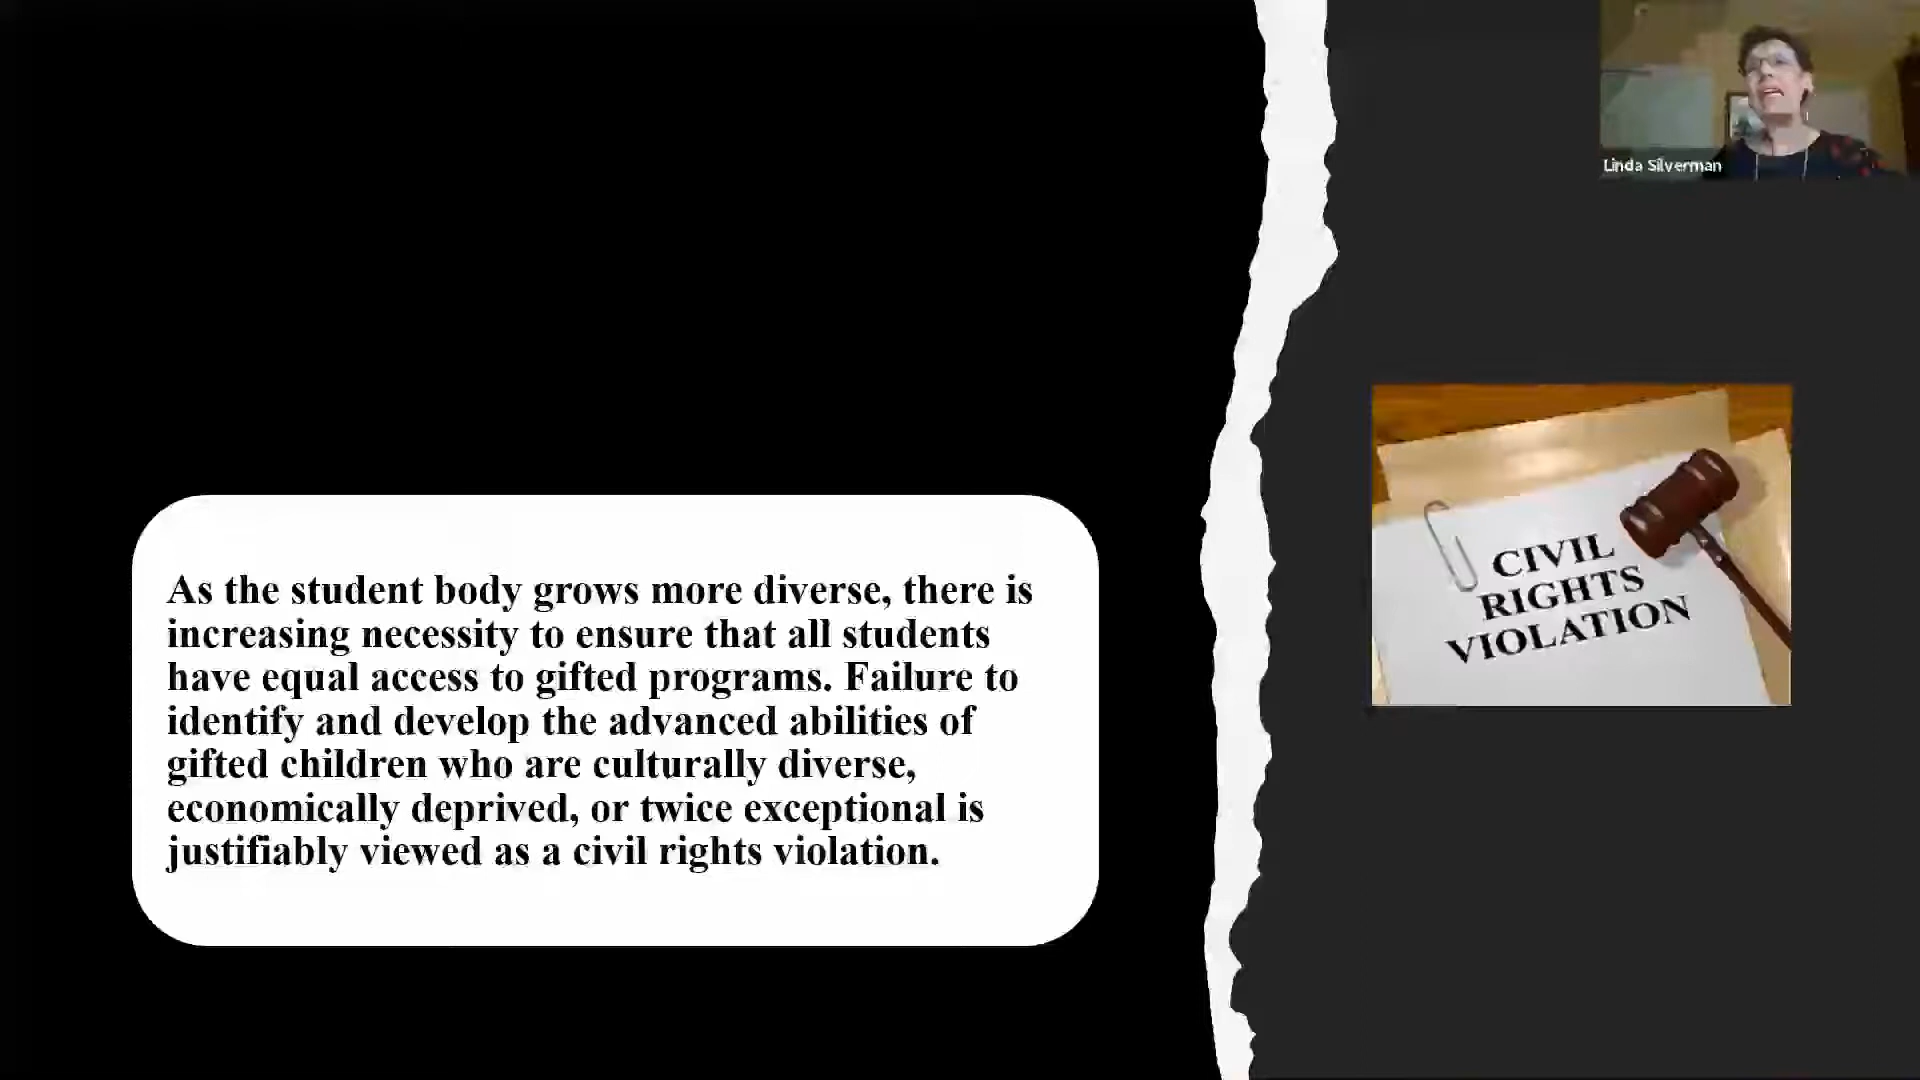 Linda Silverman
As the student body grows more diverse, there is
increasing necessity to ensure that all students
have equal access to gifted programs. Failure to
identify and develop the advanced abilities of
gifted children who are culturally diverse,
economically deprived, or twice exceptional is
justifiably viewed as a civil rights violation.
CIVIL
RIGHTS
VIOLATION